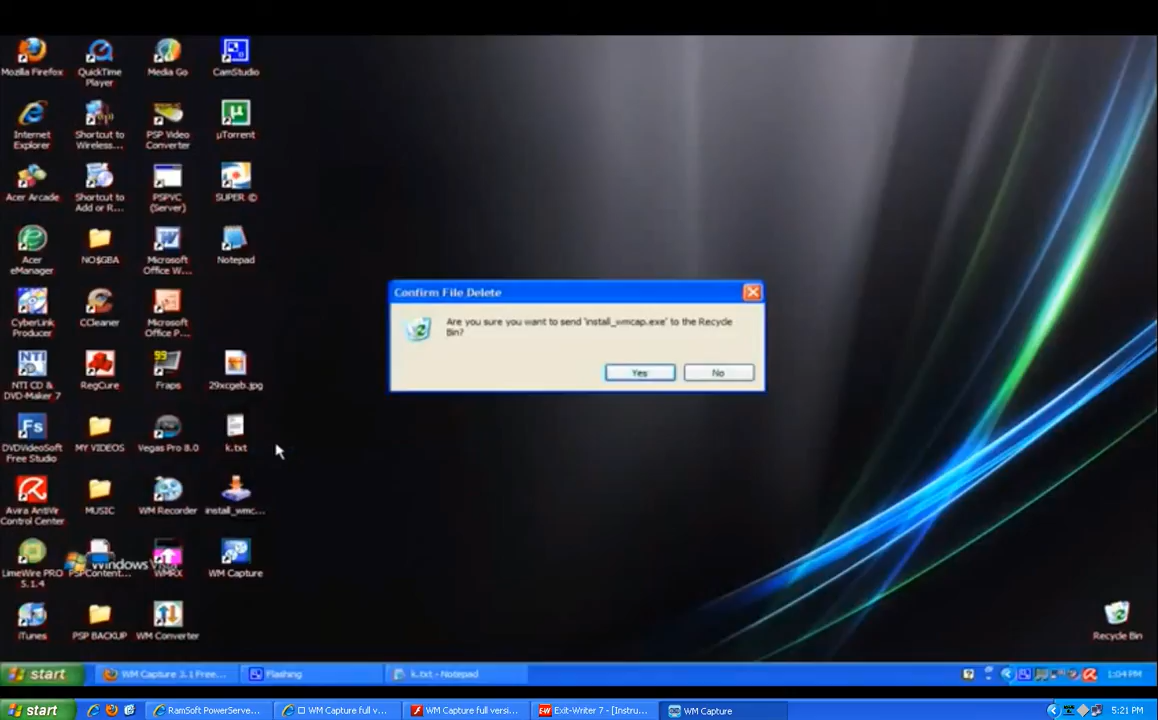 Mozilla Firefox
QuickTime
Player
Media Go
CamStudio
Internet
Explorer
Shortcut to
Wireless...
PSP Video
Converter
µTorrent
Acer Arcade
Shortcut to
Add or R...
PSPVC
(Server)
SUPER ©
Acer
eManager
NO$GBA
Microsoft
Office W...
Notepad
CyberLink
Producer
CCleaner
Microsoft
Office P...
NTI CD &
DVD-Maker 7
RegCure
99
Fraps
29xcgeb.jpg
Fs
DVDVideoSoft
Free Studio
MY VIDEOS
Vegas Pro 8.0
k.txt
Avira AntiVir
Control Center
MUSIC
WM Recorder
install_wmc...
LimeWire PRO
5.1.4
PSPConten...
Windows
WMRX
WM Capture
iTunes
PSP BACKUP
WM Converter
Confirm File Delete
Are you sure you want to send 'install_wmcap.exe' to the Recycle
Bin?
Yes
No
Recycle Bin
start
WM Capture 3.1 Free...
Flashing
k.txt - Notepad
1:04 PM
start
RamSoft PowerServe...
WM Capture full v...
WM Capture full versi...
Exit-Writer 7 - [Instru...
WM Capture
5:21 PM